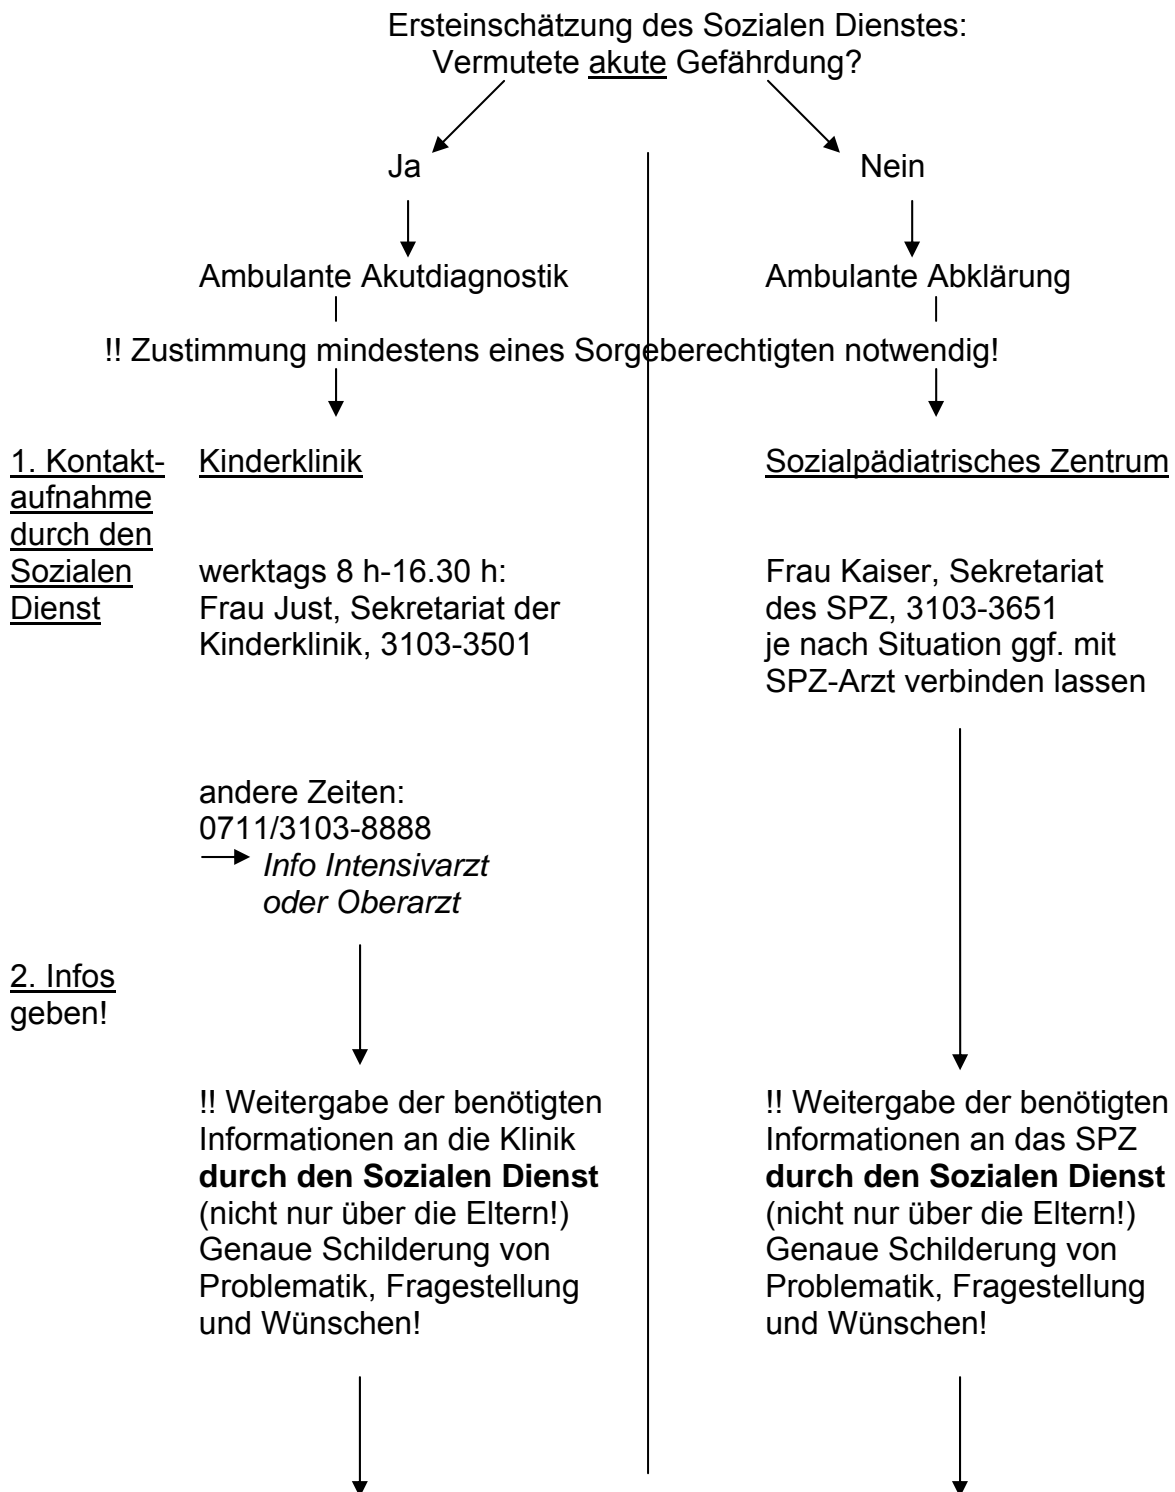 Ersteinschätzung des Sozialen Dienstes:
Vermutete akute Gefährdung?
Ja
Nein
Ambulante Akutdiagnostik
Ambulante Abklärung
!! Zustimmung mindestens eines Sorgeberechtigten notwendig!
1. Kontakt-
aufnahme
durch den
Sozialen
Dienst
Kinderklinik
werktags 8 h-16.30 h:
Frau Just, Sekretariat der
Kinderklinik, 3103-3501
andere Zeiten:
0711/3103-8888
Info Intensivarzt
oder Oberarzt
Sozialpädiatrisches Zentrum
Frau Kaiser, Sekretariat
des SPZ, 3103-3651
je nach Situation ggf. mit
SPZ-Arzt verbinden lassen
2. Infos
geben!
!! Weitergabe der benötigten
Informationen an die Klinik
durch den Sozialen Dienst
(nicht nur über die Eltern!)
Genaue Schilderung von
Problematik, Fragestellung
und Wünschen!
!! Weitergabe der benötigten
Informationen an das SPZ
durch den Sozialen Dienst
(nicht nur über die Eltern!)
Genaue Schilderung von
Problematik, Fragestellung
und Wünschen!